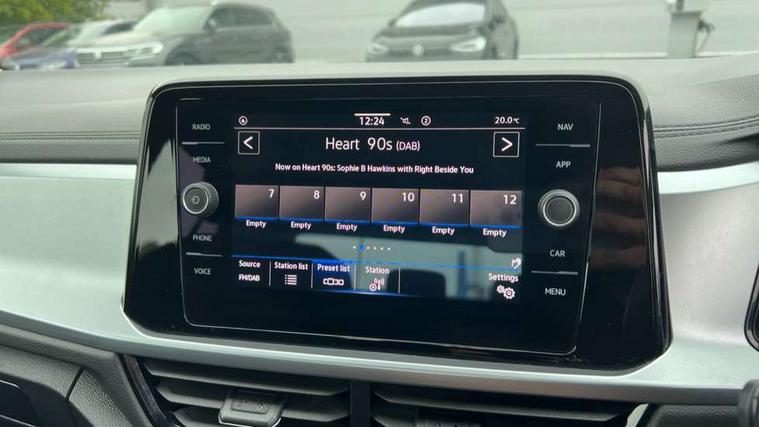 12:24
20.0°C
RADIO
MEDIA
PHONE
VOICE
Heart 90s (DAB)
Now on Heart 90s: Sophie B Hawkins with Right Beside You
7 8 9 10 11 12
Empty Empty Empty Empty Empty Empty
Source
FM/DAB
Station list
Preset list
Station
Settings
NAV
APP
CAR
MENU